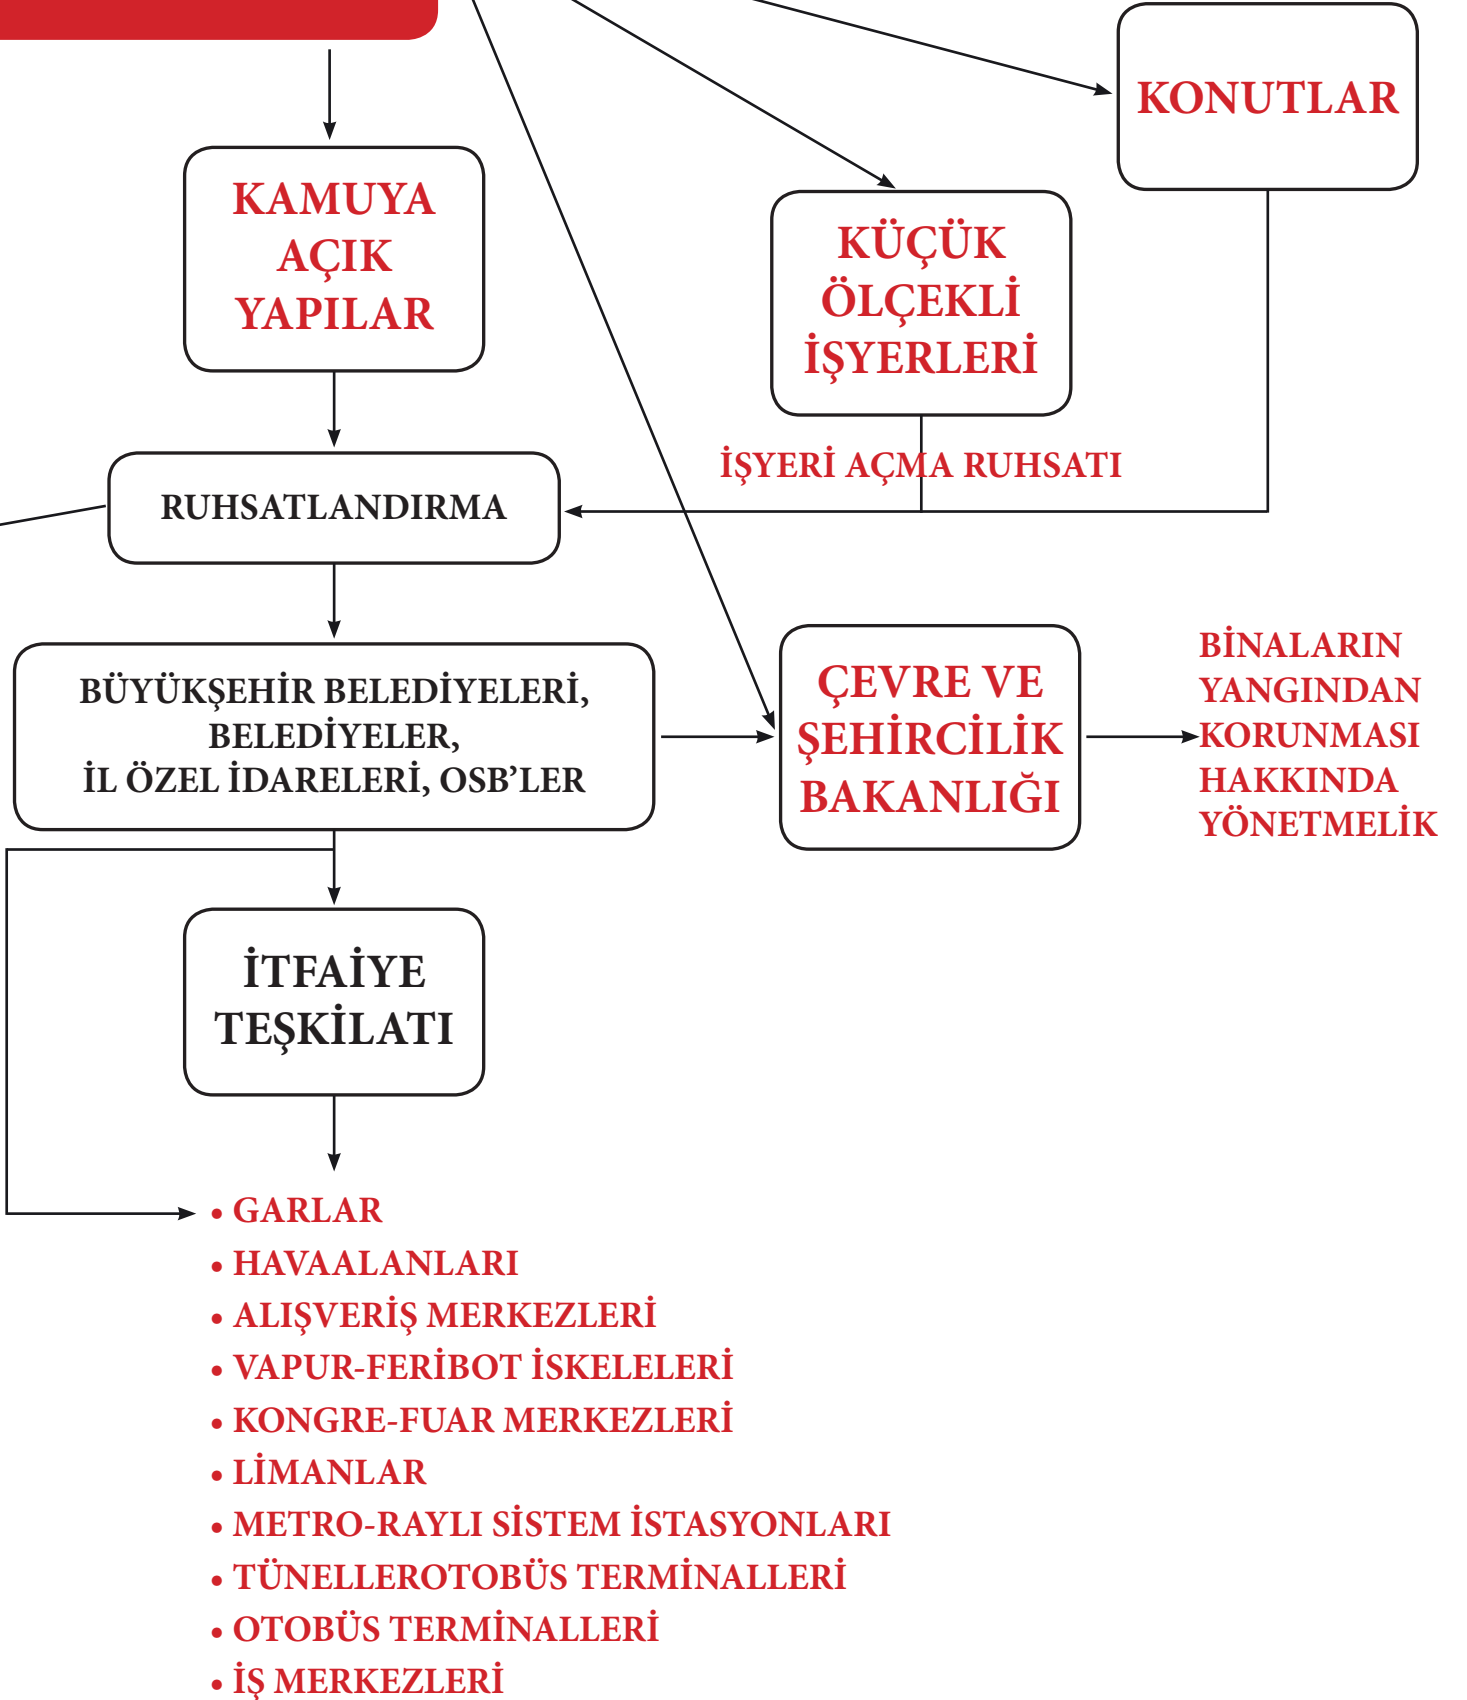 KONUTLAR
KAMUYA
AÇIK
YAPILAR
KÜÇÜK
ÖLÇEKLİ
İŞYERLERİ
İŞYERİ AÇMA RUHSATI
RUHSATLANDIRMA
BÜYÜKŞEHİR BELEDİYELERİ,
BELEDİYELER,
İL ÖZEL İDARELERİ, OSB’LER
ÇEVRE VE
ŞEHİRCİLİK
BAKANLIĞI
BİNALARIN
YANGINDAN
KORUNMASI
HAKKINDA
YÖNETMELİK
İTFAİYE
TEŞKİLATI
• GARLAR
• HAVAALANLARI
• ALIŞVERİŞ MERKEZLERİ
• VAPUR-FERİBOT İSKELELERİ
• KONGRE-FUAR MERKEZLERİ
• LİMANLAR
• METRO-RAYLI SİSTEM İSTASYONLARI
• TÜNELLEROTOBÜS TERMİNALLERİ
• OTOBÜS TERMİNALLERİ
• İŞ MERKEZLERİ